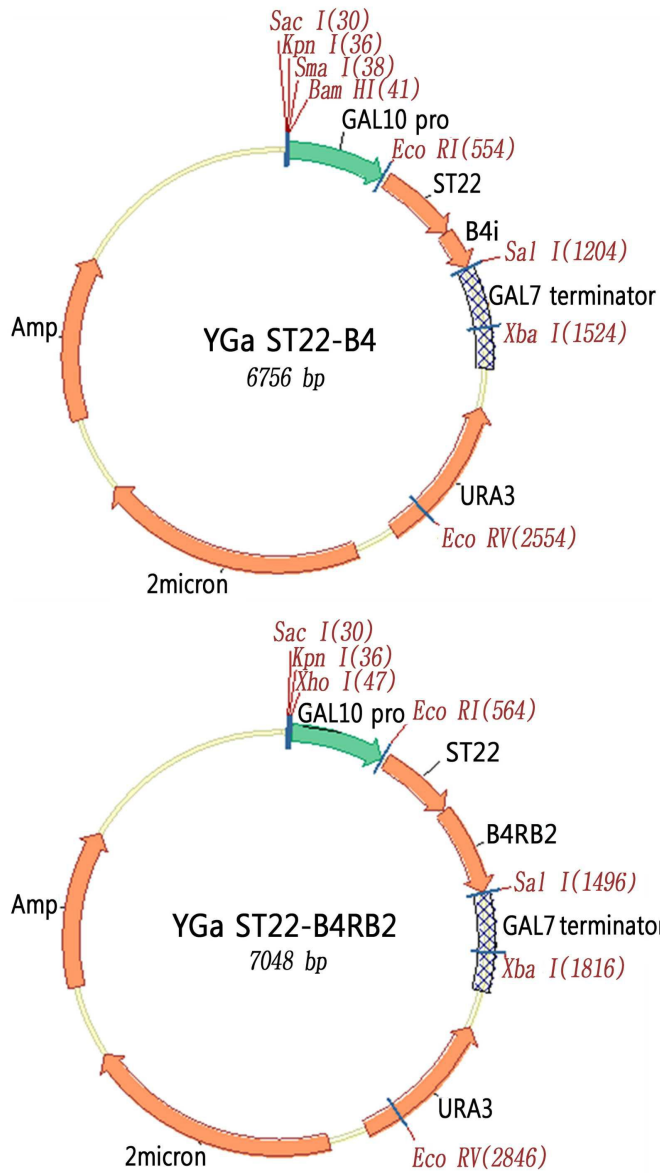 Sac I(30)
Kpn I(36)
Sma I(38)
Bam HI(41)
GAL10 pro
Eco RI(554)
ST22
B4i
Sal I(1204)
GAL7 terminator
Xba I(1524)
Amp
YGa ST22-B4
6756 bp
URA3
Eco RV(2554)
2micron
Sac I(30)
Kpn I(36)
Xho I(47)
GAL10 pro
Eco RI(564)
ST22
B4RB2
Sal I(1496)
Amp
YGa ST22-B4RB2
7048 bp
GAL7 terminator
Xba I(1816)
URA3
2micron
Eco RV(2846)